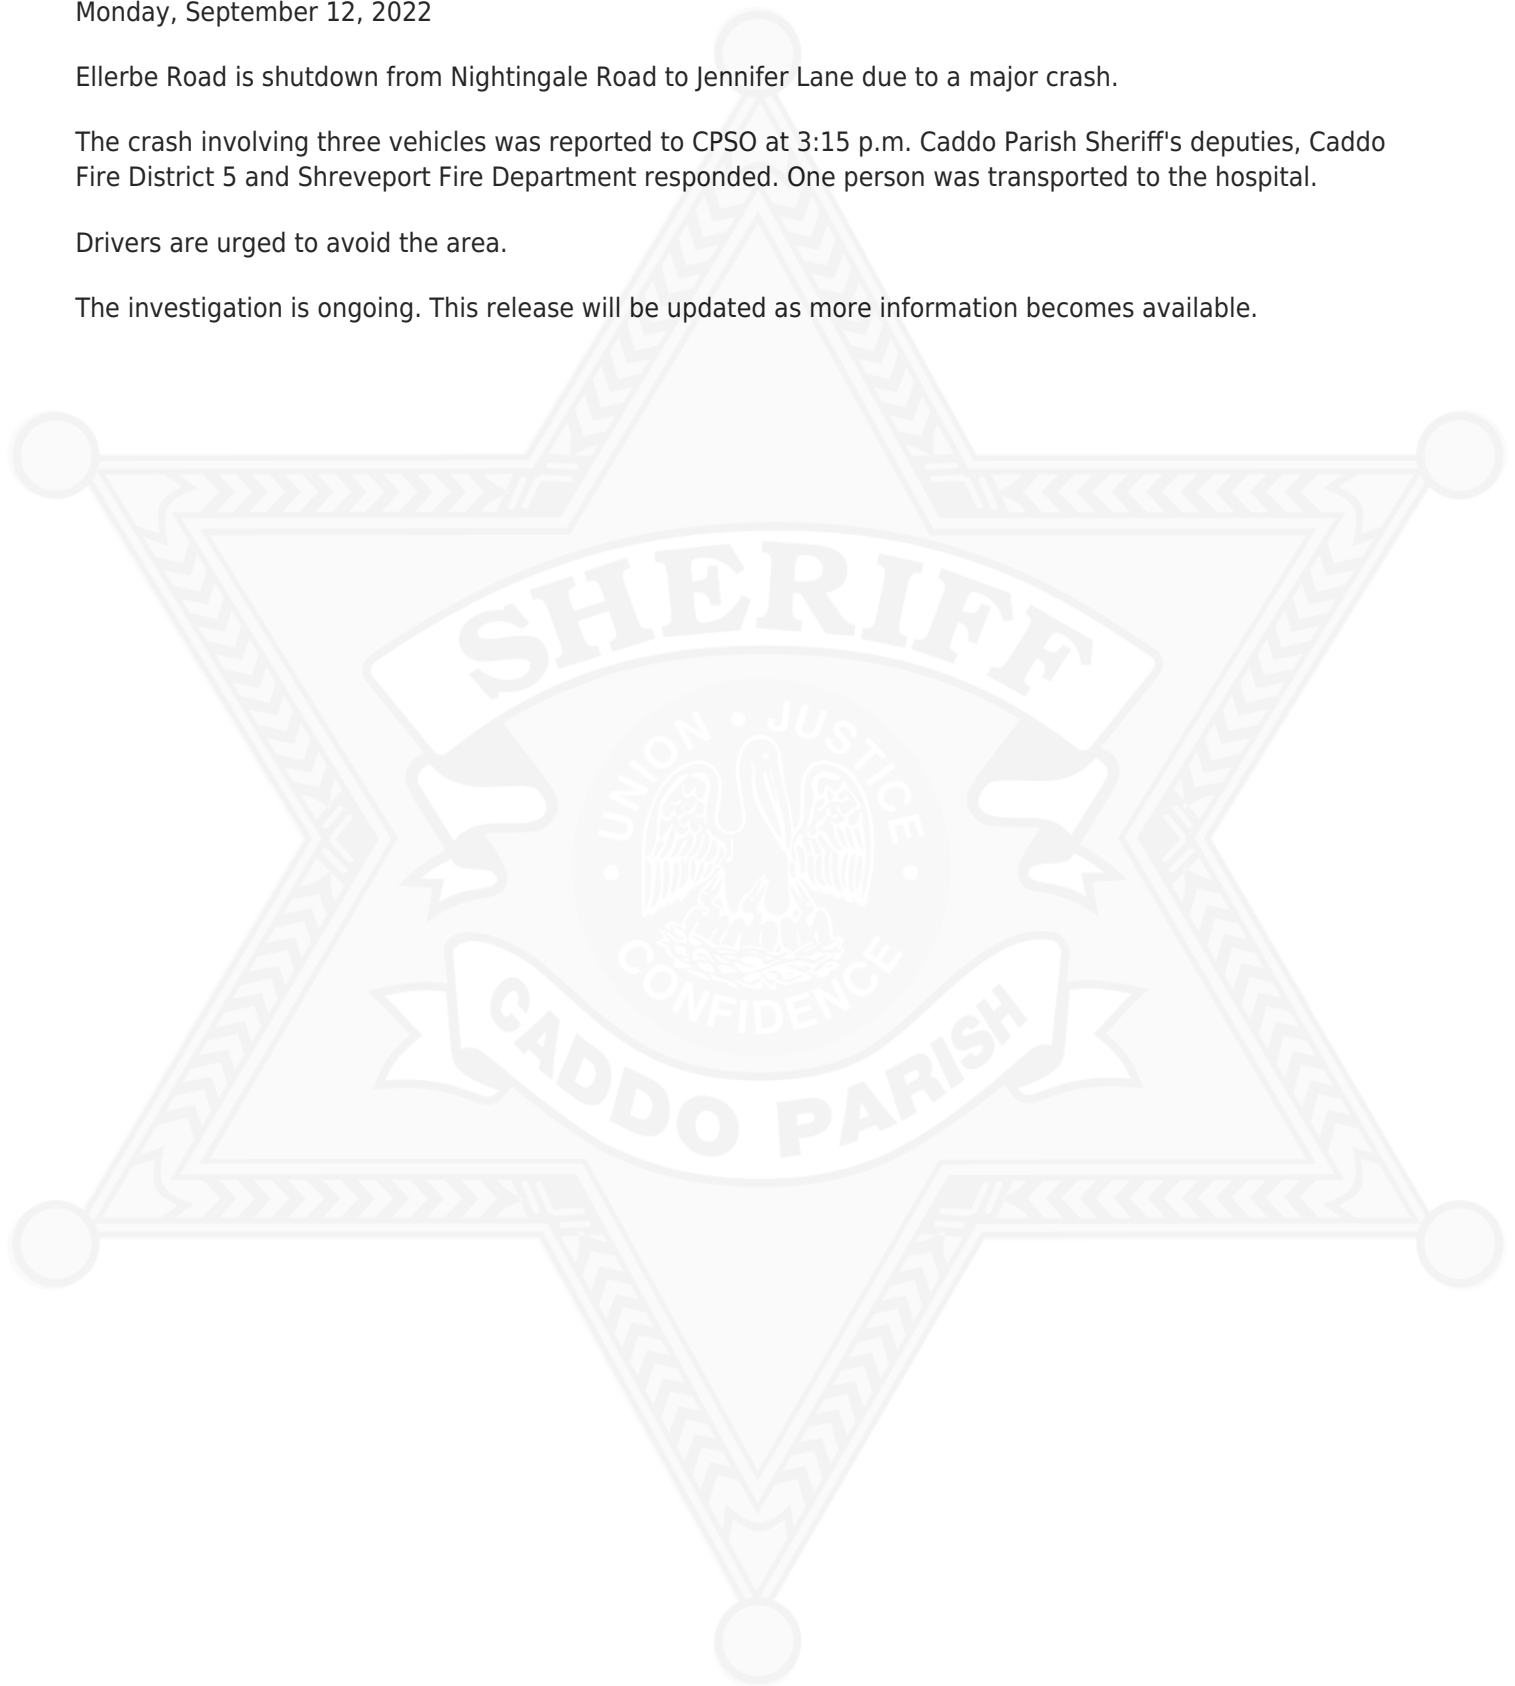 Monday, September 12, 2022
Ellerbe Road is shutdown from Nightingale Road to Jennifer Lane due to a major crash.
The crash involving three vehicles was reported to CPSO at 3:15 p.m. Caddo Parish Sheriff's deputies, Caddo
Fire District 5 and Shreveport Fire Department responded. One person was transported to the hospital.
Drivers are urged to avoid the area.
The investigation is ongoing. This release will be updated as more information becomes available.
SHERIFF
UNION • JUSTICE
• CONFIDENCE •
CADDO PARISH